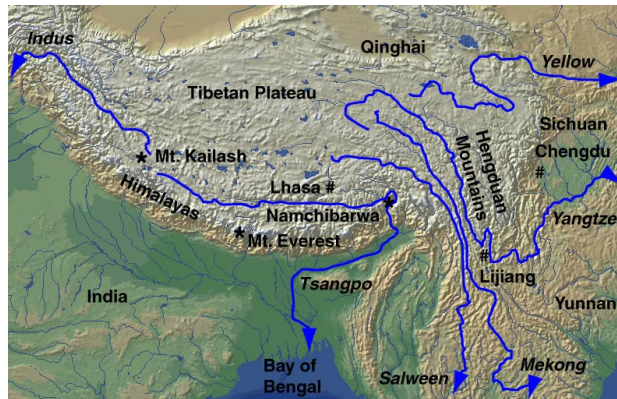 Indus
Qinghai
Yellow
Tibetan Plateau
Sichuan
Chengdu
#
Hengduan
Mountains
* Mt. Kailash
Lhasa #
Himalayas
Namchibarwa *
Yangtze
* Mt. Everest
#
Lijiang
Tsangpo
India
Yunnan
Bay of
Bengal
Salween
Mekong